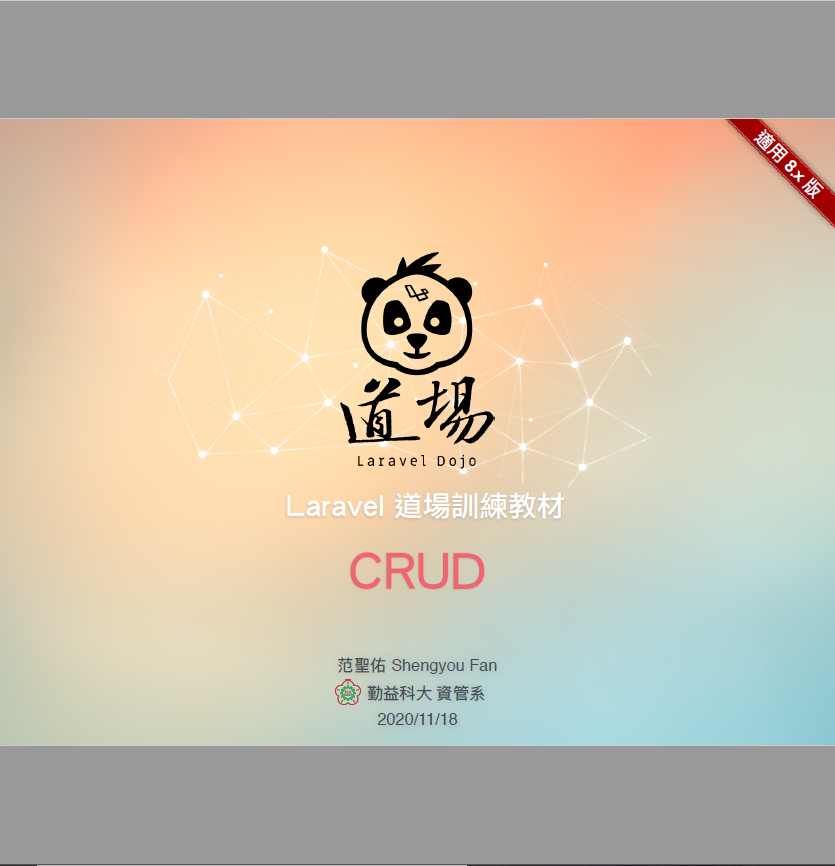 適用 8.x 版
道場
Laravel Dojo
Laravel 道場訓練教材
CRUD
范聖佑 Shengyou Fan
勤益科大 資管系
2020/11/18